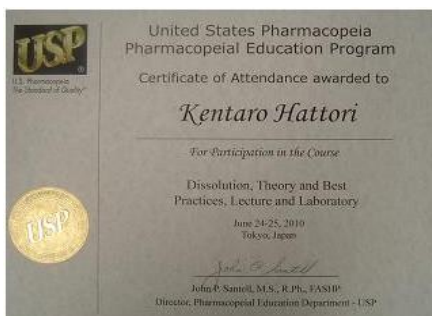 USP
U.S. Pharmacopeia
The Standard of Quality
United States Pharmacopeia
Pharmacopeial Education Program
Certificate of Attendance awarded to
Kentaro Hattori
For Participation in the Course
Dissolution, Theory and Best
Practices, Lecture and Laboratory
June 24-25, 2010
Tokyo, Japan
USP
John P. Santell, M.S., R.Ph., FASHP
Director, Pharmacopeial Education Department - USP